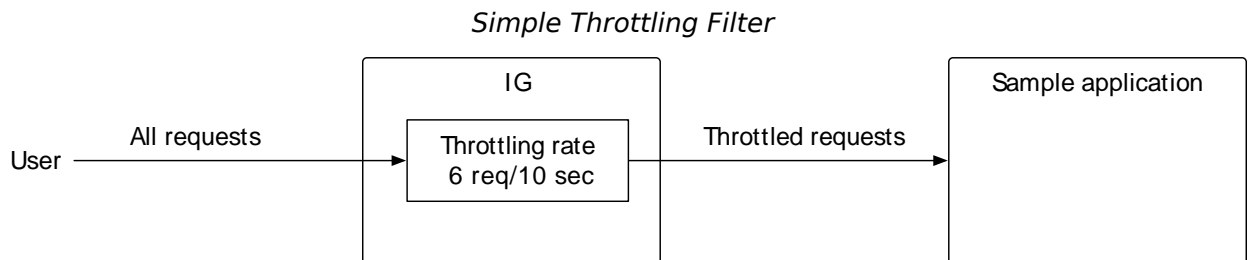 Simple Throttling Filter
IG
Sample application
All requests
Throttled requests
User
Throttling rate
6 req/10 sec